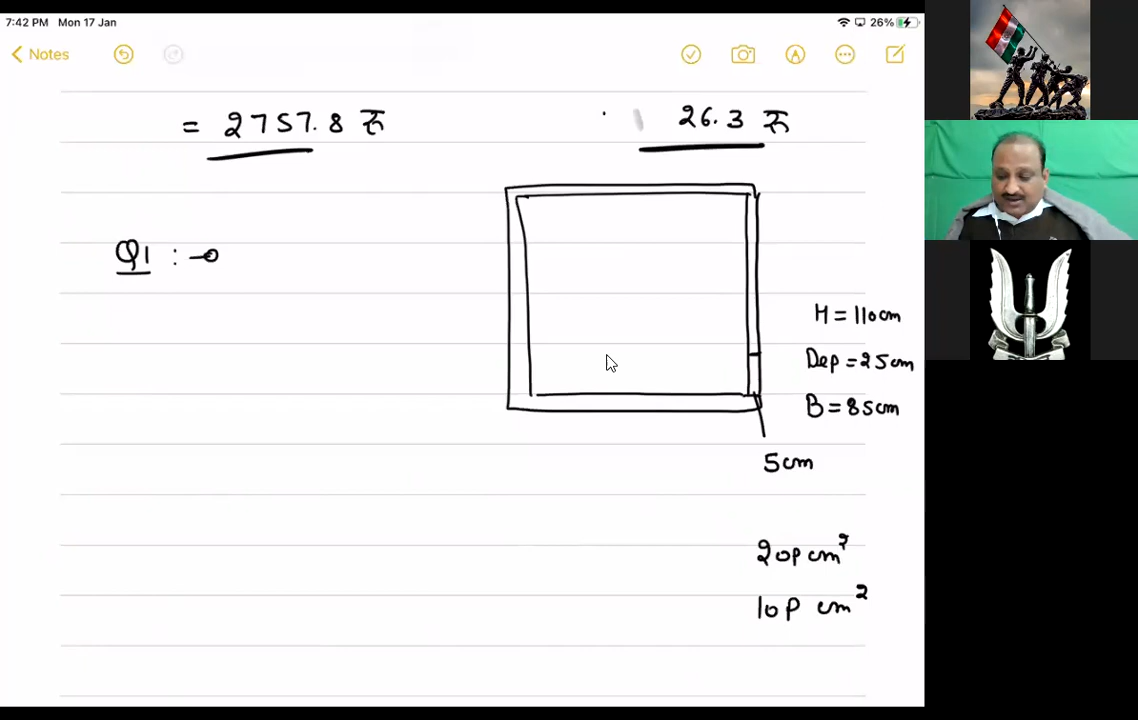 7:42 PM Mon 17 Jan 26%
Notes
= 2757.8 रु 26.3 रु
Q1 :-
H = 110cm
Dep = 25cm
B = 85cm
5cm
20p cm²
10p cm²